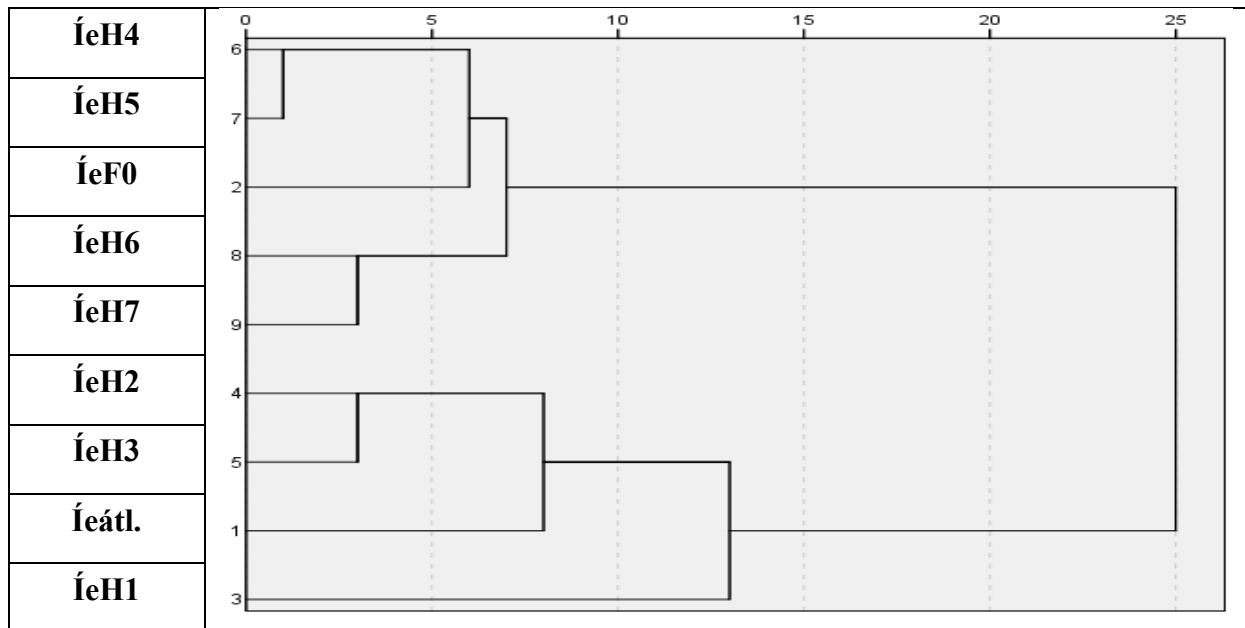 0 5 10 15 20 25
ÍeH4 6
ÍeH5 7
ÍeF0 2
ÍeH6 8
ÍeH7 9
ÍeH2 4
ÍeH3 5
Íeátl. 1
ÍeH1 3